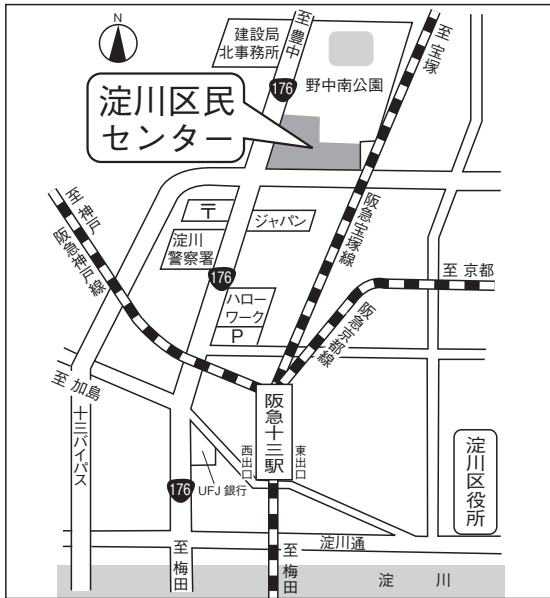 N
至豊中
建設局
北事務所
至宝塚
176
野中南公園
淀川区民
センター
至神戸
阪急神戸線
〒
ジャパン
阪急宝塚線
淀川
警察署
176
至 京都
ハロー
ワーク
P
阪急京都線
至 加島
十三バイパス
阪急十三駅
西出口
東出口
淀川区役所
UFJ 銀行
176
淀川通
至梅田
至梅田
淀川